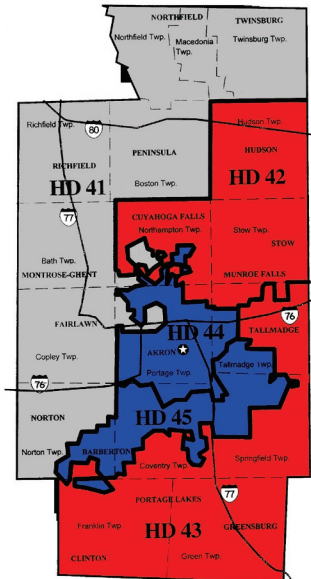 NORTHFIELD
TWINSBURG
Northfield Twp.
Macedonia
Twp.
Twinsburg Twp.
Richfield Twp.
80
Hudson Twp.
HUDSON
PENINSULA
RICHFIELD
HD 41
Boston Twp.
HD 42
77
CUYAHOGA FALLS
Northampton Twp.
Stow Twp.
STOW
Bath Twp.
MONTROSE-GHENT
MUNROE FALLS
76
FAIRLAWN
HD 44
TALLMADGE
AKRON
Copley Twp.
Portage Twp.
Tallmadge Twp.
76
NORTON
HD 45
Norton Twp.
BARBERTON
Coventry Twp.
Springfield Twp.
77
PORTAGE LAKES
Franklin Twp.
HD 43
GREENSBURG
CLINTON
Green Twp.